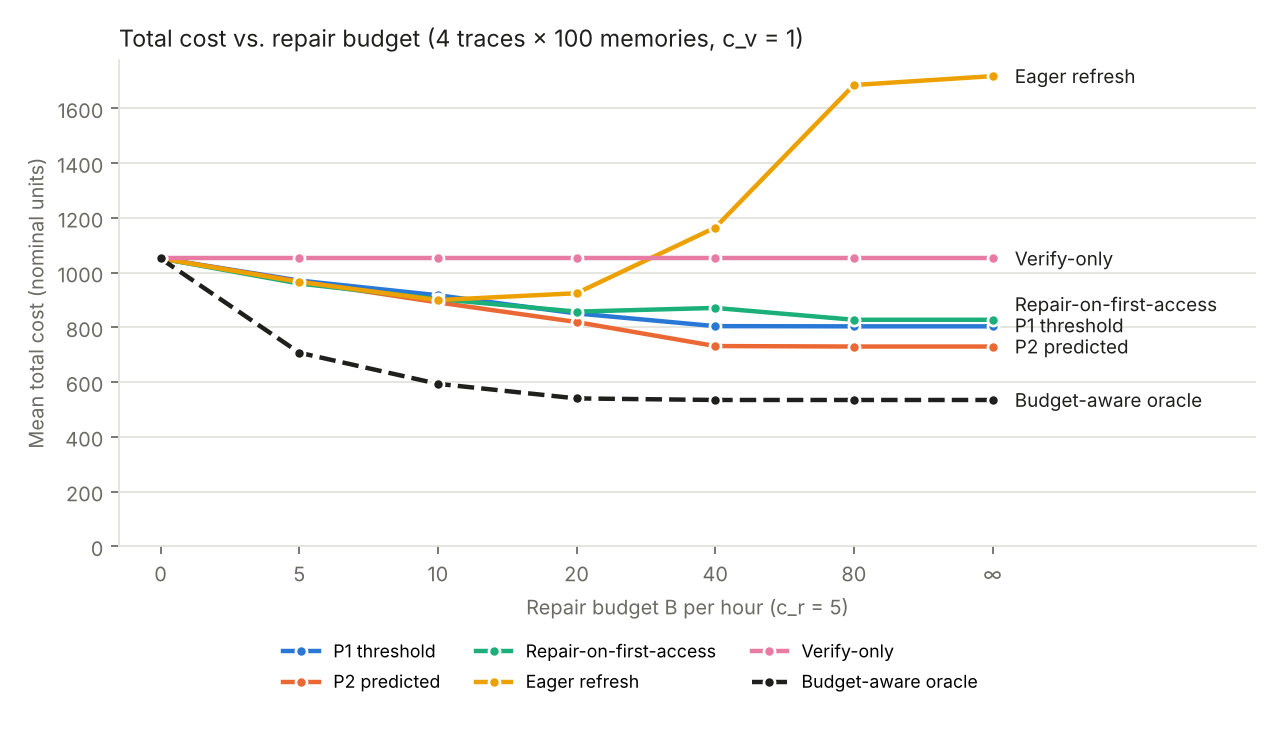 Total cost vs. repair budget (4 traces × 100 memories, c_v = 1)
Mean total cost (nominal units)
1600
1400
1200
1000
800
600
400
200
0
Eager refresh
Verify-only
Repair-on-first-access
P1 threshold
P2 predicted
Budget-aware oracle
0 5 10 20 40 80 ∞
Repair budget B per hour (c_r = 5)
P1 threshold Repair-on-first-access Verify-only
P2 predicted Eager refresh Budget-aware oracle